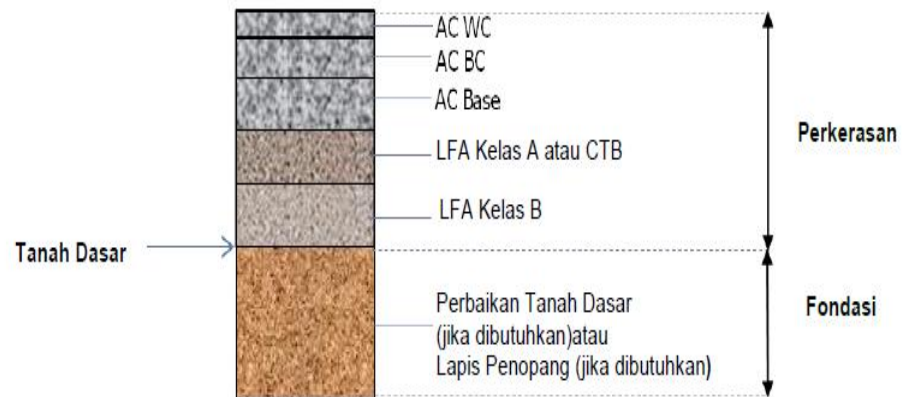 AC WC
AC BC
AC Base
LFA Kelas A atau CTB
LFA Kelas B
Perkerasan
Tanah Dasar
Perbaikan Tanah Dasar
(jika dibutuhkan)atau
Lapis Penopang (jika dibutuhkan)
Fondasi